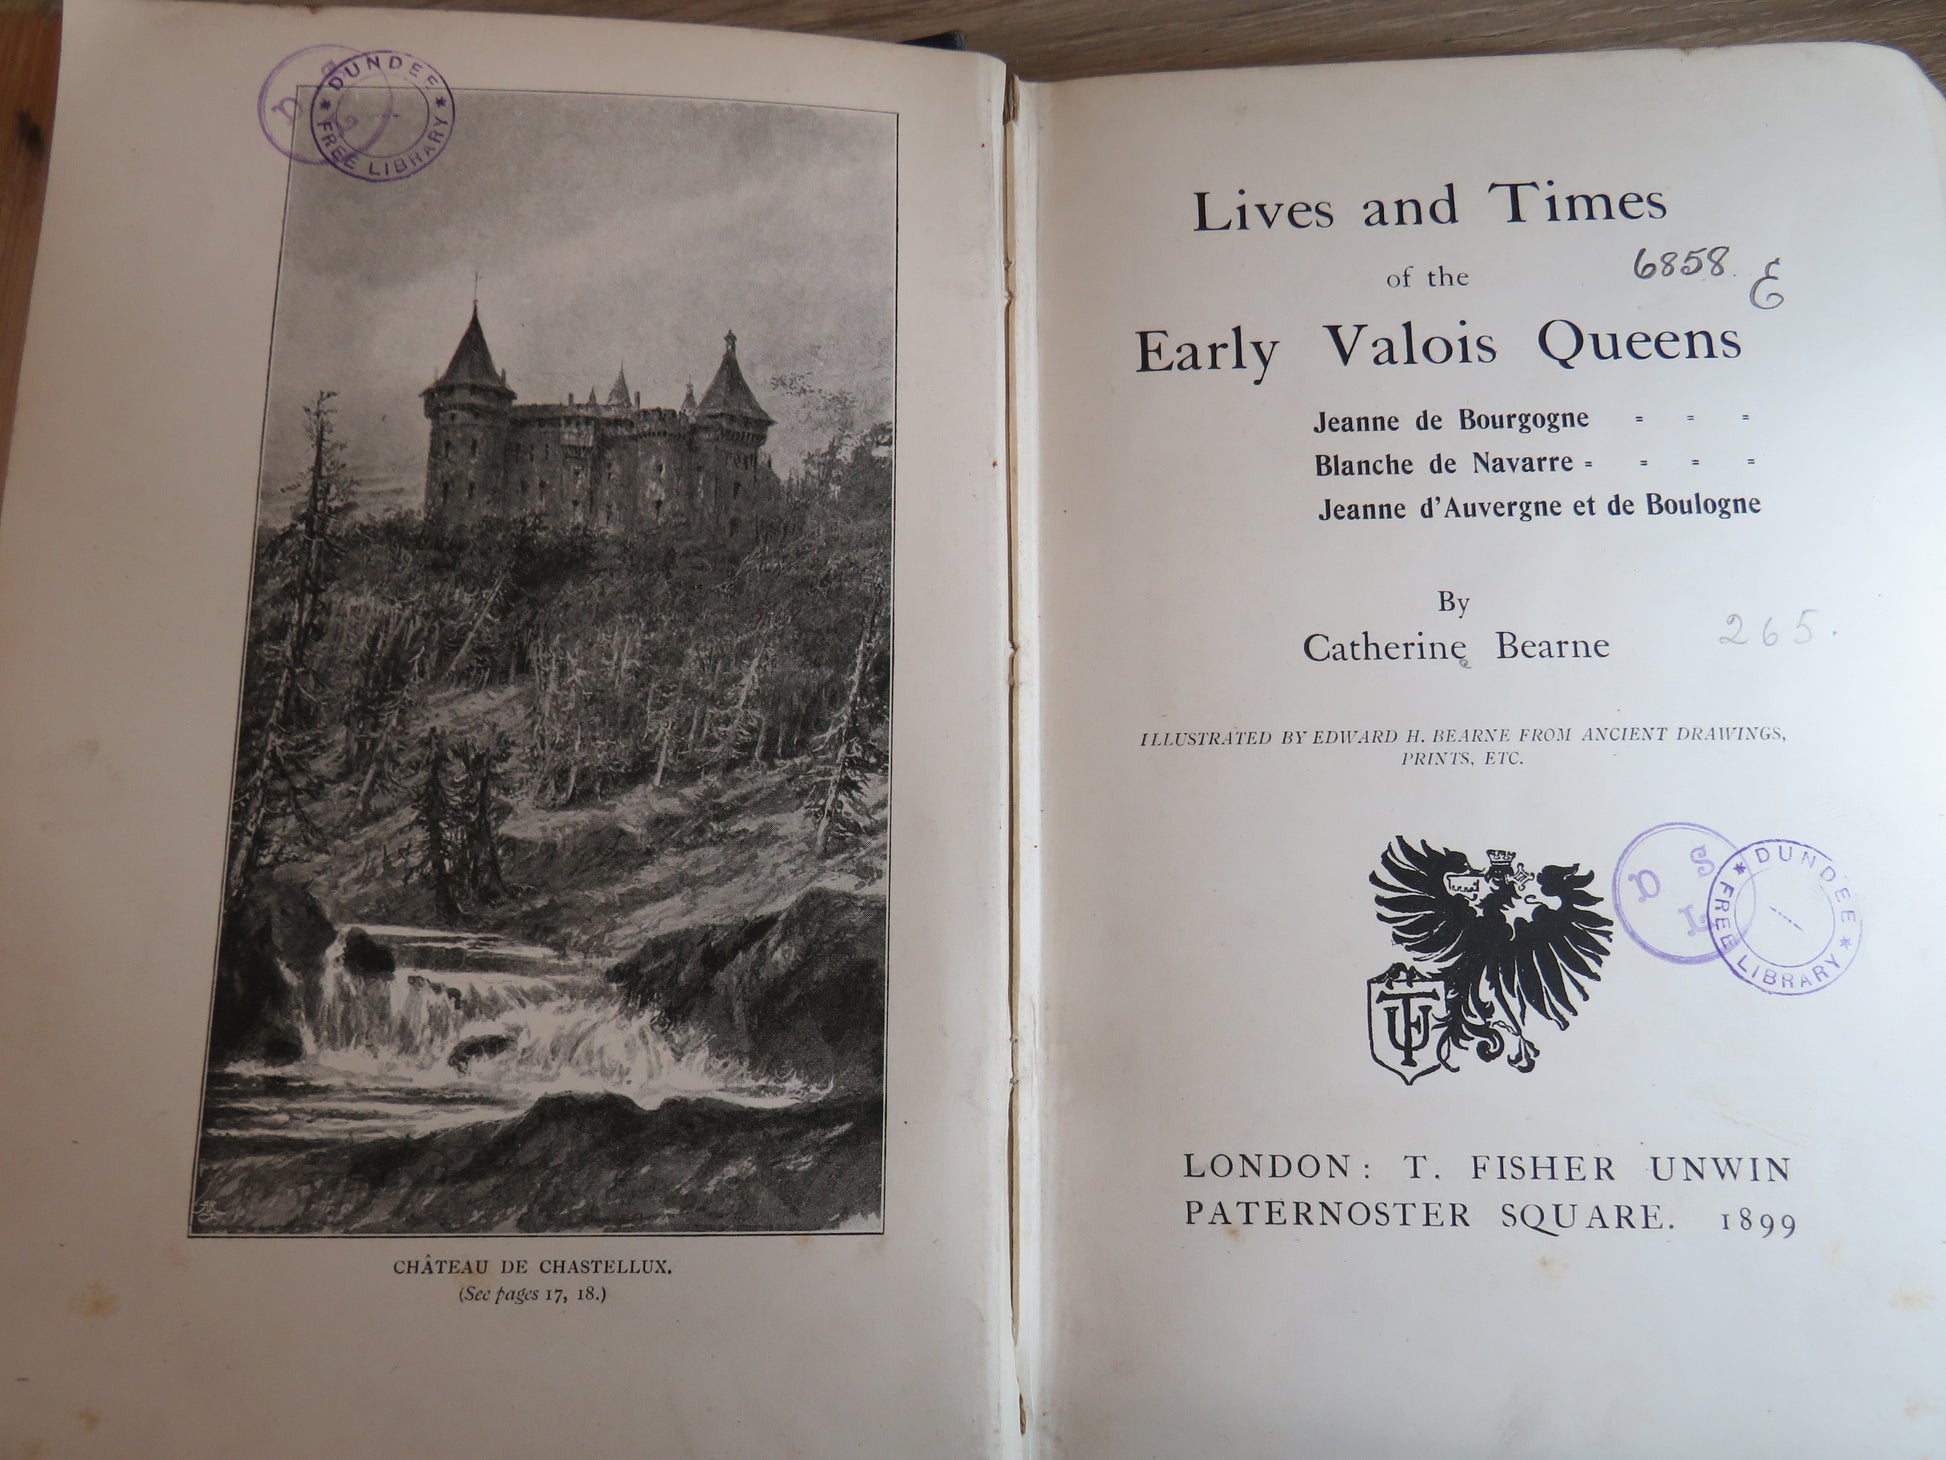 DUNDEE
★ FREE LIBRARY ★
D S L
CHÂTEAU DE CHASTELLUX.
(See pages 17, 18.)
Lives and Times
of the
6858. E
Early Valois Queens
Jeanne de Bourgogne = = =
Blanche de Navarre = = = =
Jeanne d'Auvergne et de Boulogne
By
Catherine Bearne
265.
ILLUSTRATED BY EDWARD H. BEARNE FROM ANCIENT DRAWINGS,
PRINTS, ETC.
D S L
DUNDEE
★ FREE LIBRARY ★
TFU
LONDON: T. FISHER UNWIN
PATERNOSTER SQUARE. 1899